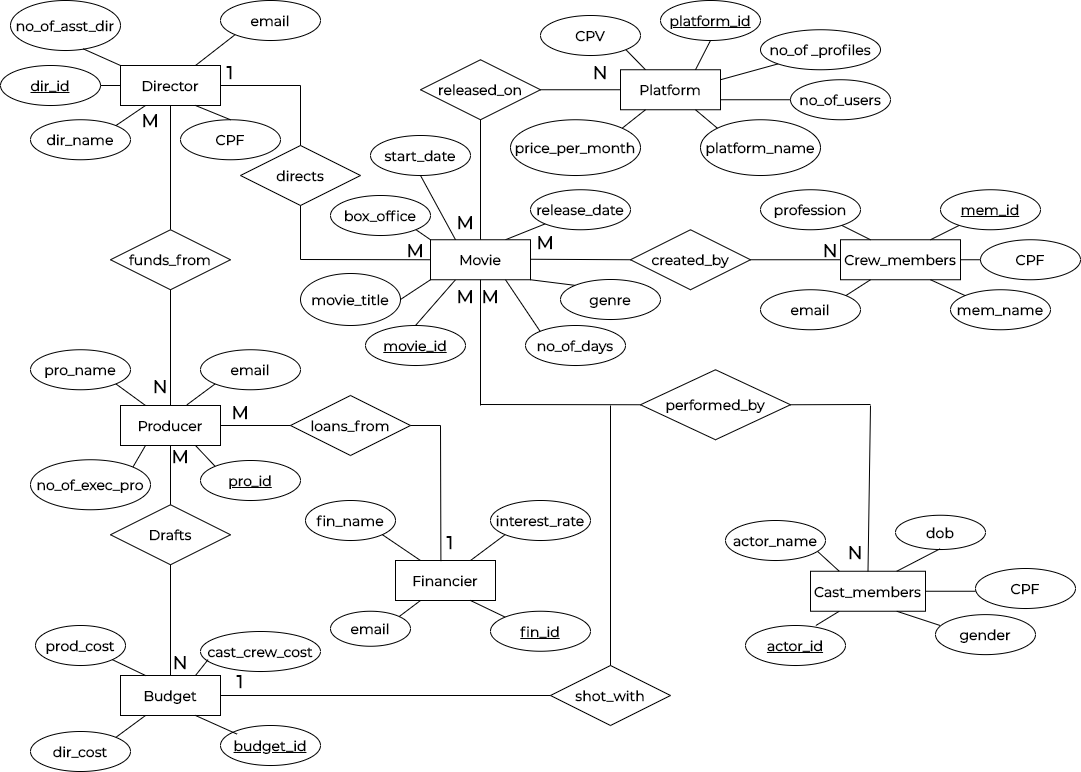 no_of_asst_dir
email
dir_id
Director
1
M
dir_name
CPF
directs
CPV
platform_id
no_of _profiles
released_on
N
Platform
no_of_users
price_per_month
platform_name
start_date
box_office
release_date
M
M
M
Movie
movie_title
genre
M
M
movie_id
no_of_days
created_by
profession
mem_id
N
Crew_members
CPF
email
mem_name
funds_from
pro_name
email
N
Producer
M
M
no_of_exec_pro
pro_id
loans_from
performed_by
Drafts
fin_name
interest_rate
1
Financier
email
fin_id
actor_name
dob
N
Cast_members
CPF
actor_id
gender
prod_cost
cast_crew_cost
N
1
Budget
dir_cost
budget_id
shot_with